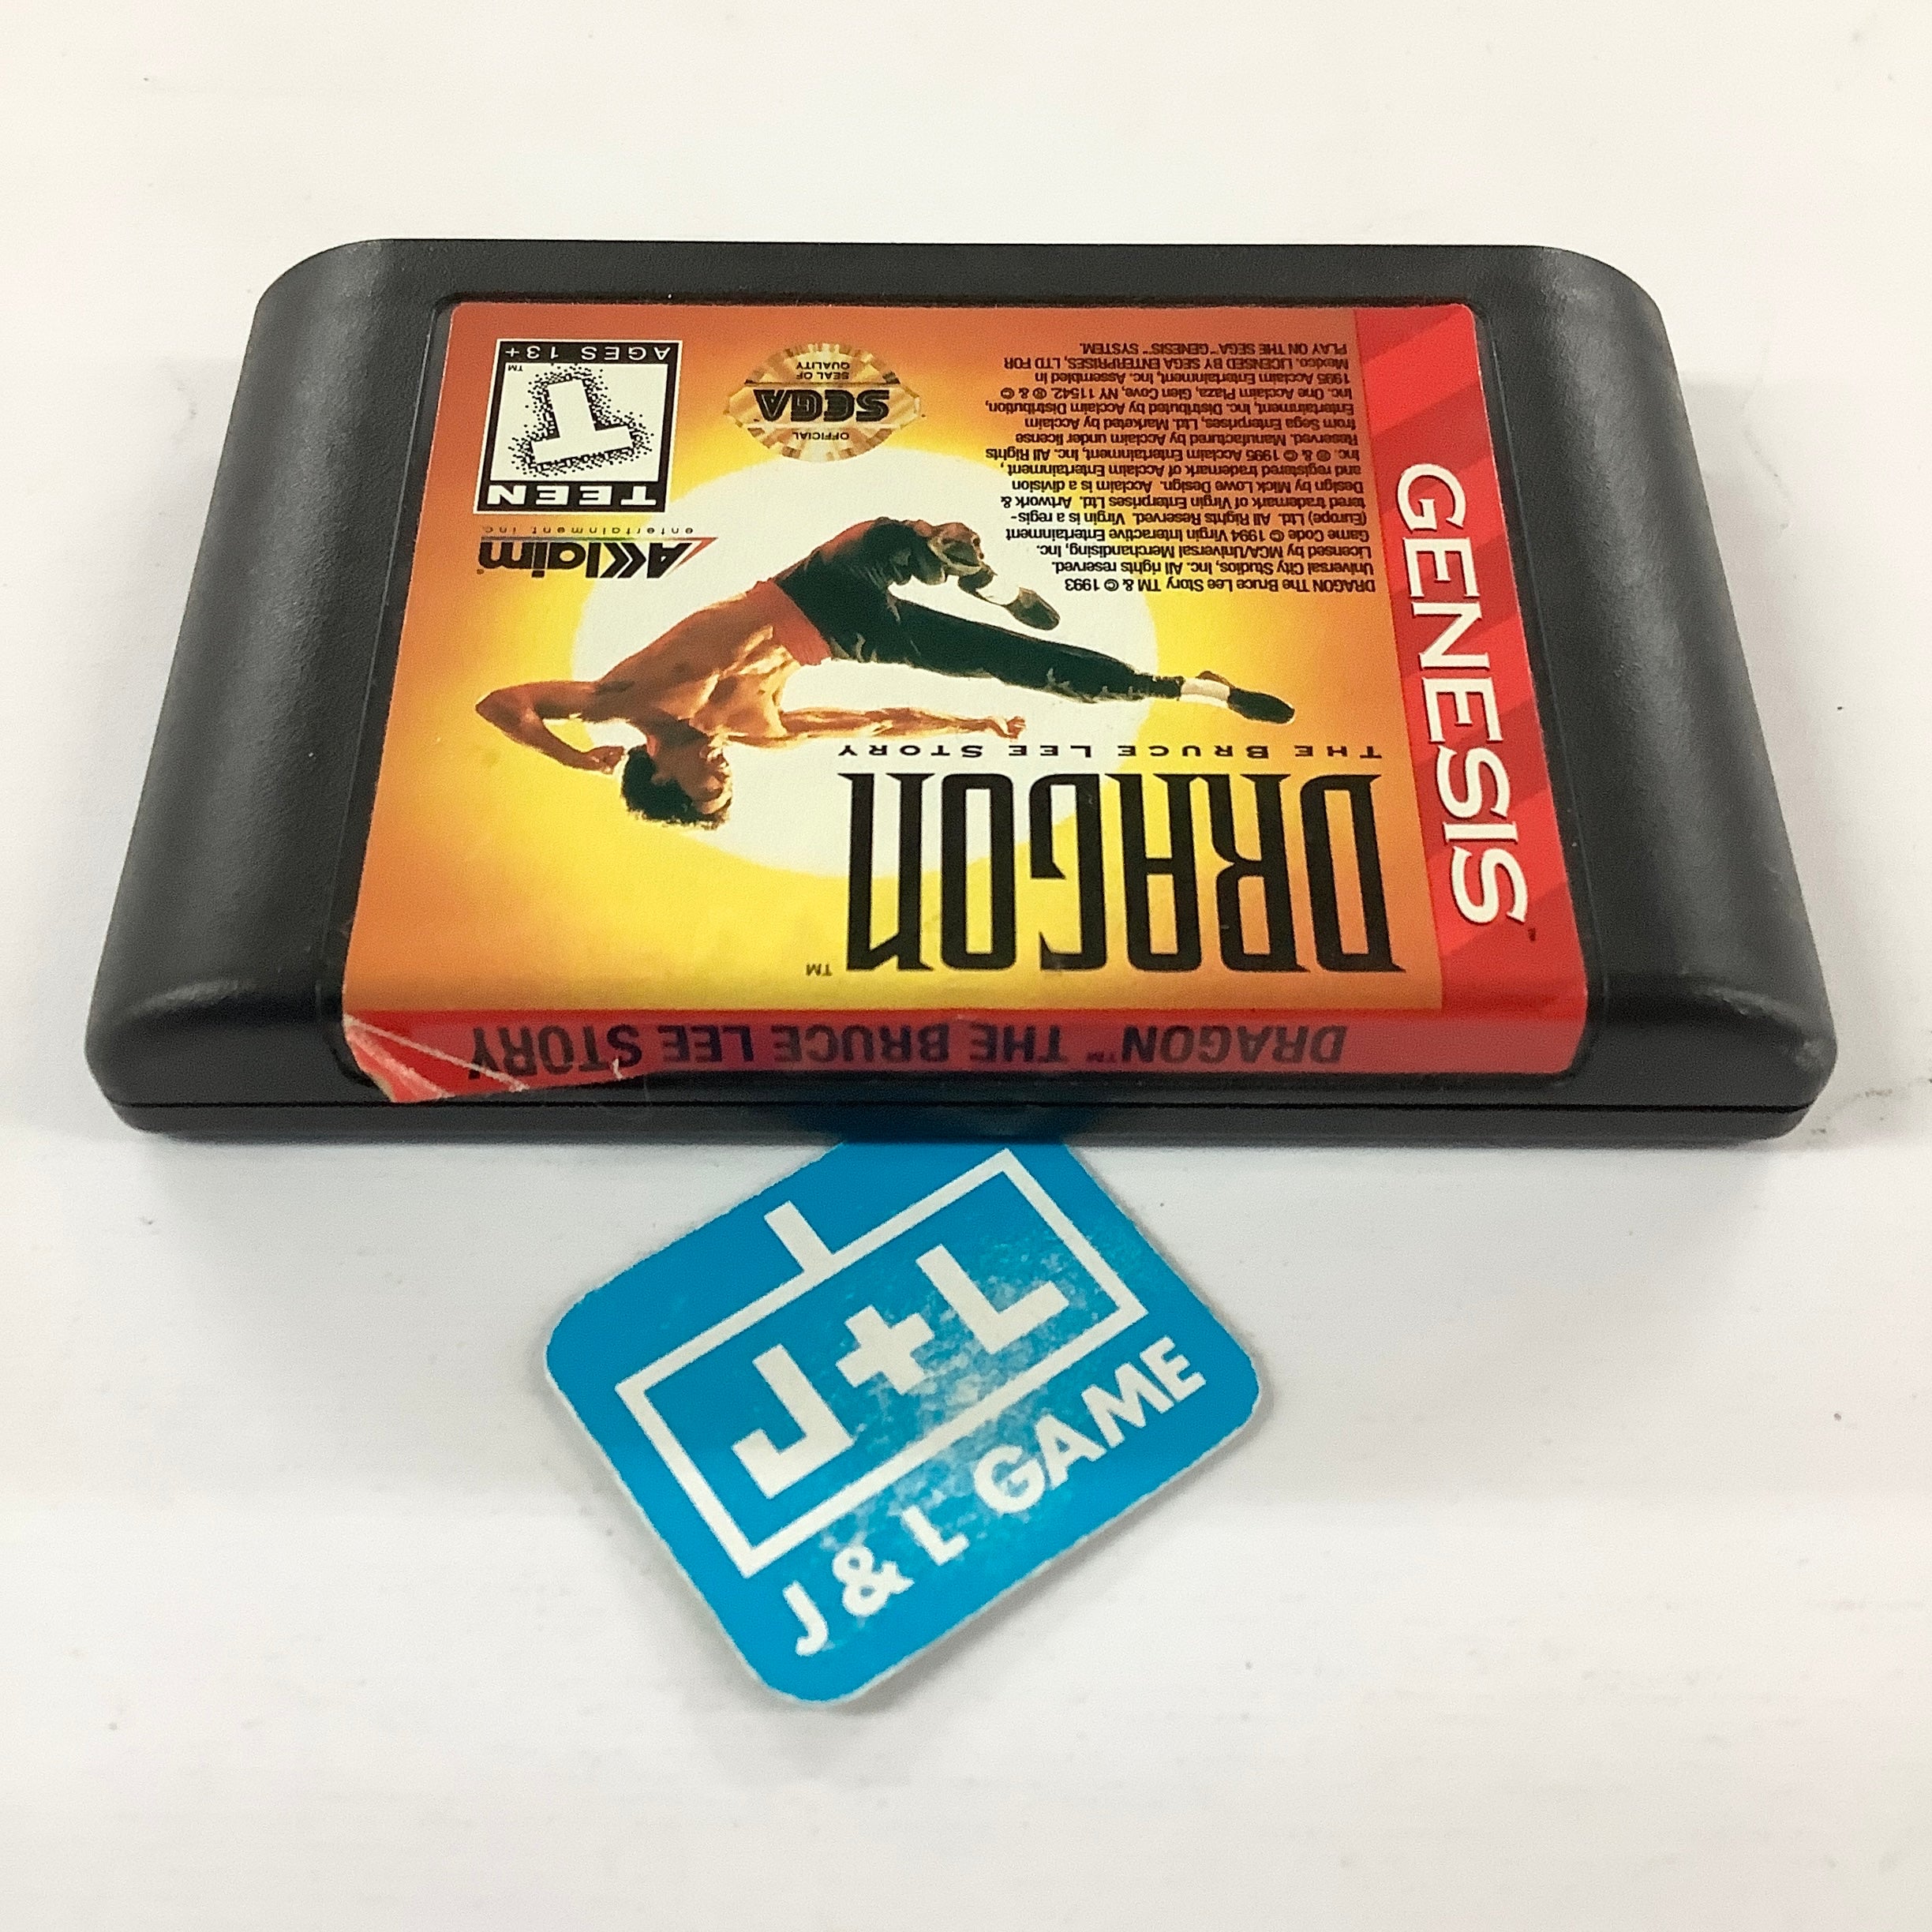 DRAGON™ THE BRUCE LEE STORY
GENESIS™
DRAGON™
THE BRUCE LEE STORY
DRAGON The Bruce Lee Story TM & © 1993
Universal City Studios, Inc. All rights reserved.
Licensed by MCA/Universal Merchandising, Inc.
Game Code © 1994 Virgin Interactive Entertainment
(Europe) Ltd. All Rights Reserved. Virgin is a regis-
tered trademark of Virgin Enterprises Ltd. Artwork &
Design by Mick Lowe Design. Acclaim is a division
and registered trademark of Acclaim Entertainment,
Inc. ® & © 1995 Acclaim Entertainment, Inc. All Rights
Reserved. Manufactured by Acclaim under license
from Sega Enterprises, Ltd. Marketed by Acclaim
Entertainment, Inc. Distributed by Acclaim Distribution,
Inc. One Acclaim Plaza, Glen Cove, NY 11542. ® & ©
1995 Acclaim Entertainment, Inc. Assembled in
Mexico. LICENSED BY SEGA ENTERPRISES, LTD FOR
PLAY ON THE SEGA™ GENESIS™ SYSTEM.
AKKlaim®
entertainment inc.
TEEN
T
AGES 13+
™
OFFICIAL
SEGA
SEAL OF
QUALITY
J+L
J & L GAME